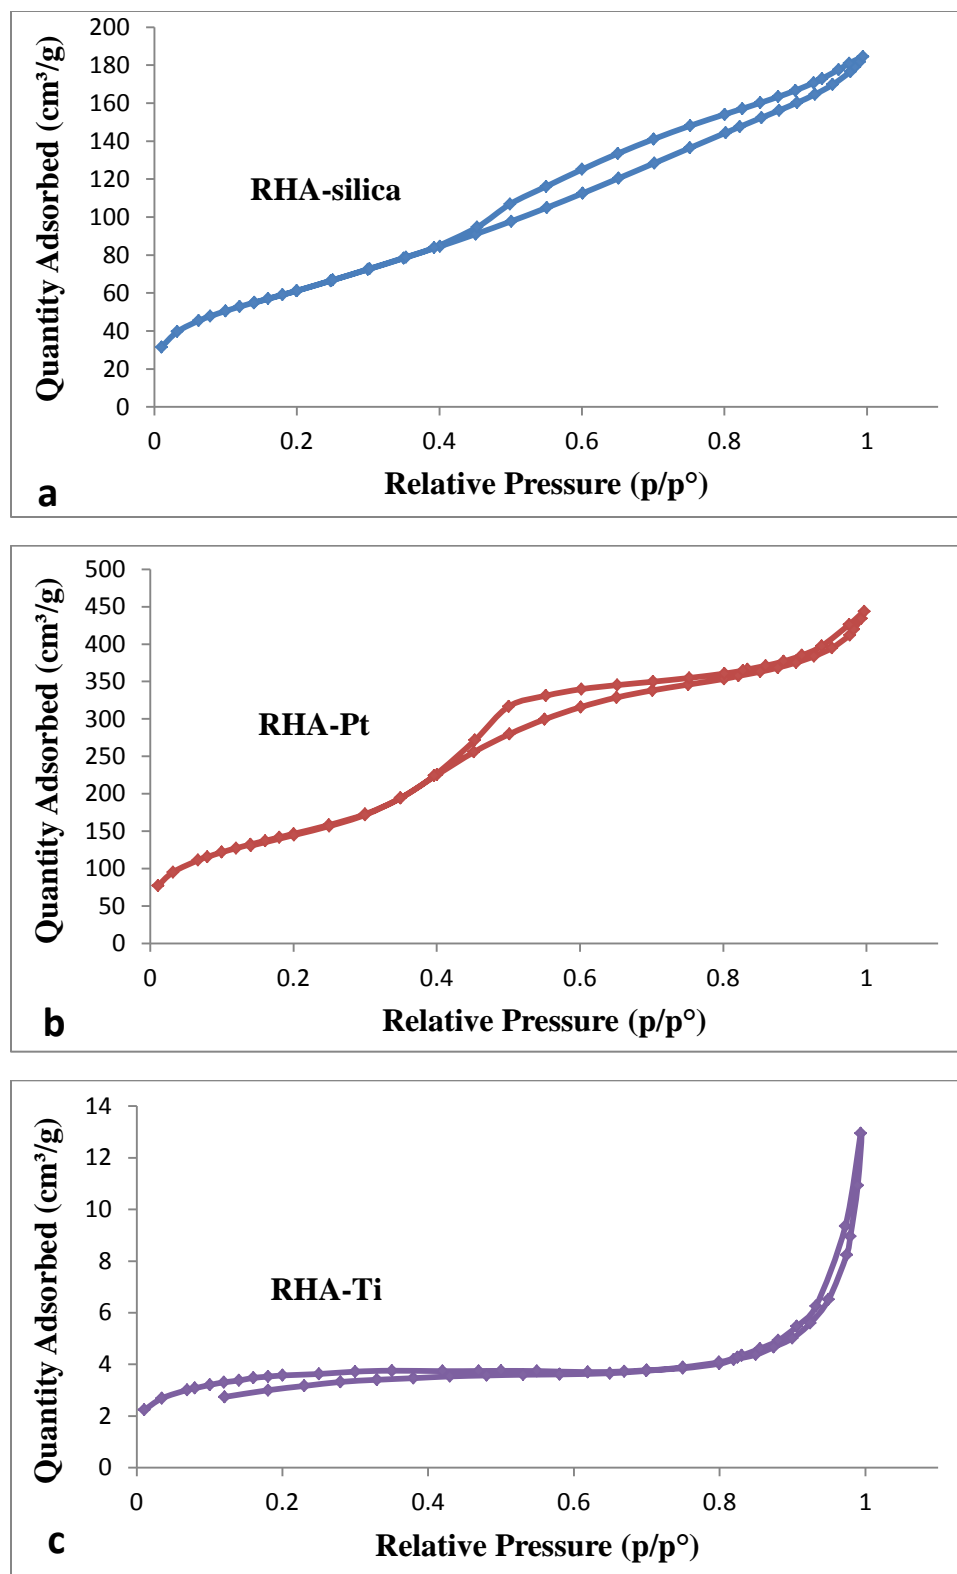 200
180
160
140
120
100
80
60
40
20
0
Quantity Adsorbed (cm³/g)
RHA-silica
0 0.2 0.4 0.6 0.8 1
Relative Pressure (p/p°)
a
500
450
400
350
300
250
200
150
100
50
0
Quantity Adsorbed (cm³/g)
RHA-Pt
0 0.2 0.4 0.6 0.8 1
Relative Pressure (p/p°)
b
14
12
10
8
6
4
2
0
Quantity Adsorbed (cm³/g)
RHA-Ti
0 0.2 0.4 0.6 0.8 1
Relative Pressure (p/p°)
c